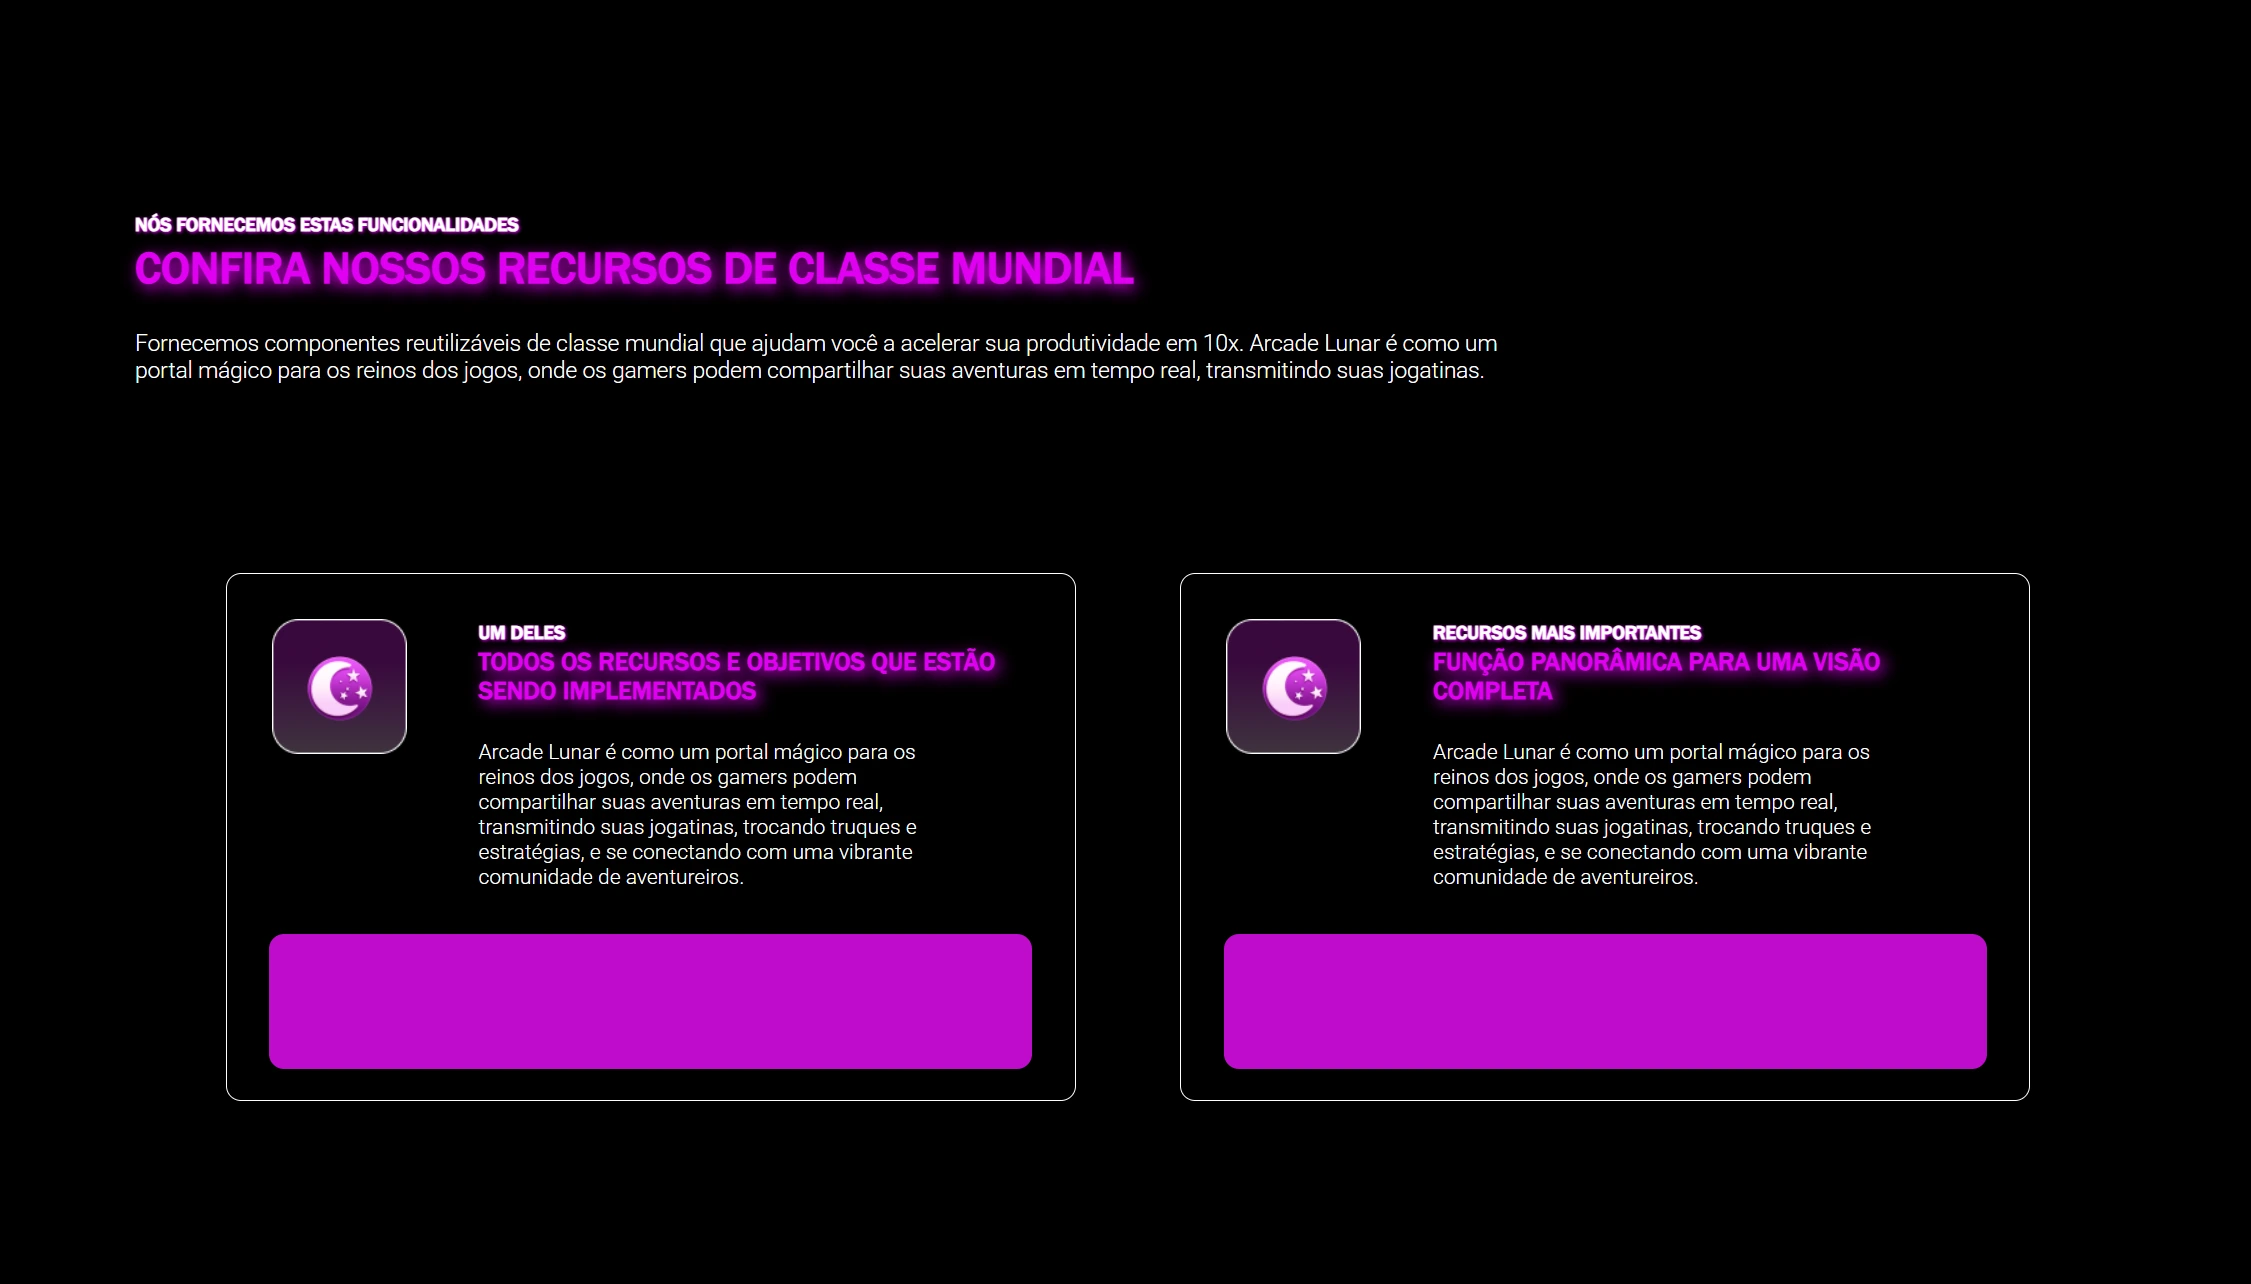 NÓS FORNECEMOS ESTAS FUNCIONALIDADES
CONFIRA NOSSOS RECURSOS DE CLASSE MUNDIAL
Fornecemos componentes reutilizáveis de classe mundial que ajudam você a acelerar sua produtividade em 10x. Arcade Lunar é como um
portal mágico para os reinos dos jogos, onde os gamers podem compartilhar suas aventuras em tempo real, transmitindo suas jogatinas.
UM DELES
TODOS OS RECURSOS E OBJETIVOS QUE ESTÃO
SENDO IMPLEMENTADOS
Arcade Lunar é como um portal mágico para os
reinos dos jogos, onde os gamers podem
compartilhar suas aventuras em tempo real,
transmitindo suas jogatinas, trocando truques e
estratégias, e se conectando com uma vibrante
comunidade de aventureiros.
RECURSOS MAIS IMPORTANTES
FUNÇÃO PANORÂMICA PARA UMA VISÃO
COMPLETA
Arcade Lunar é como um portal mágico para os
reinos dos jogos, onde os gamers podem
compartilhar suas aventuras em tempo real,
transmitindo suas jogatinas, trocando truques e
estratégias, e se conectando com uma vibrante
comunidade de aventureiros.